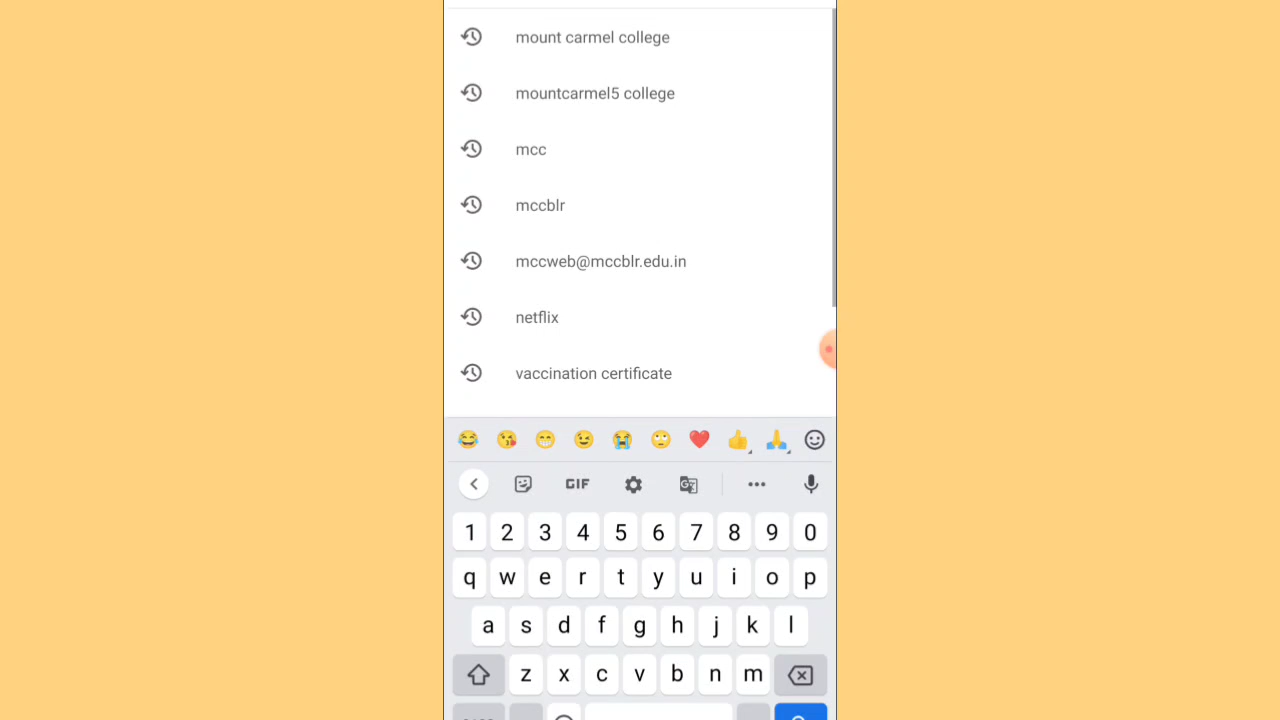 mount carmel college
mountcarmel5 college
mcc
mccblr
mccweb@mccblr.edu.in
netflix
vaccination certificate
GIF
1 2 3 4 5 6 7 8 9 0
q w e r t y u i o p
a s d f g h j k l
z x c v b n m